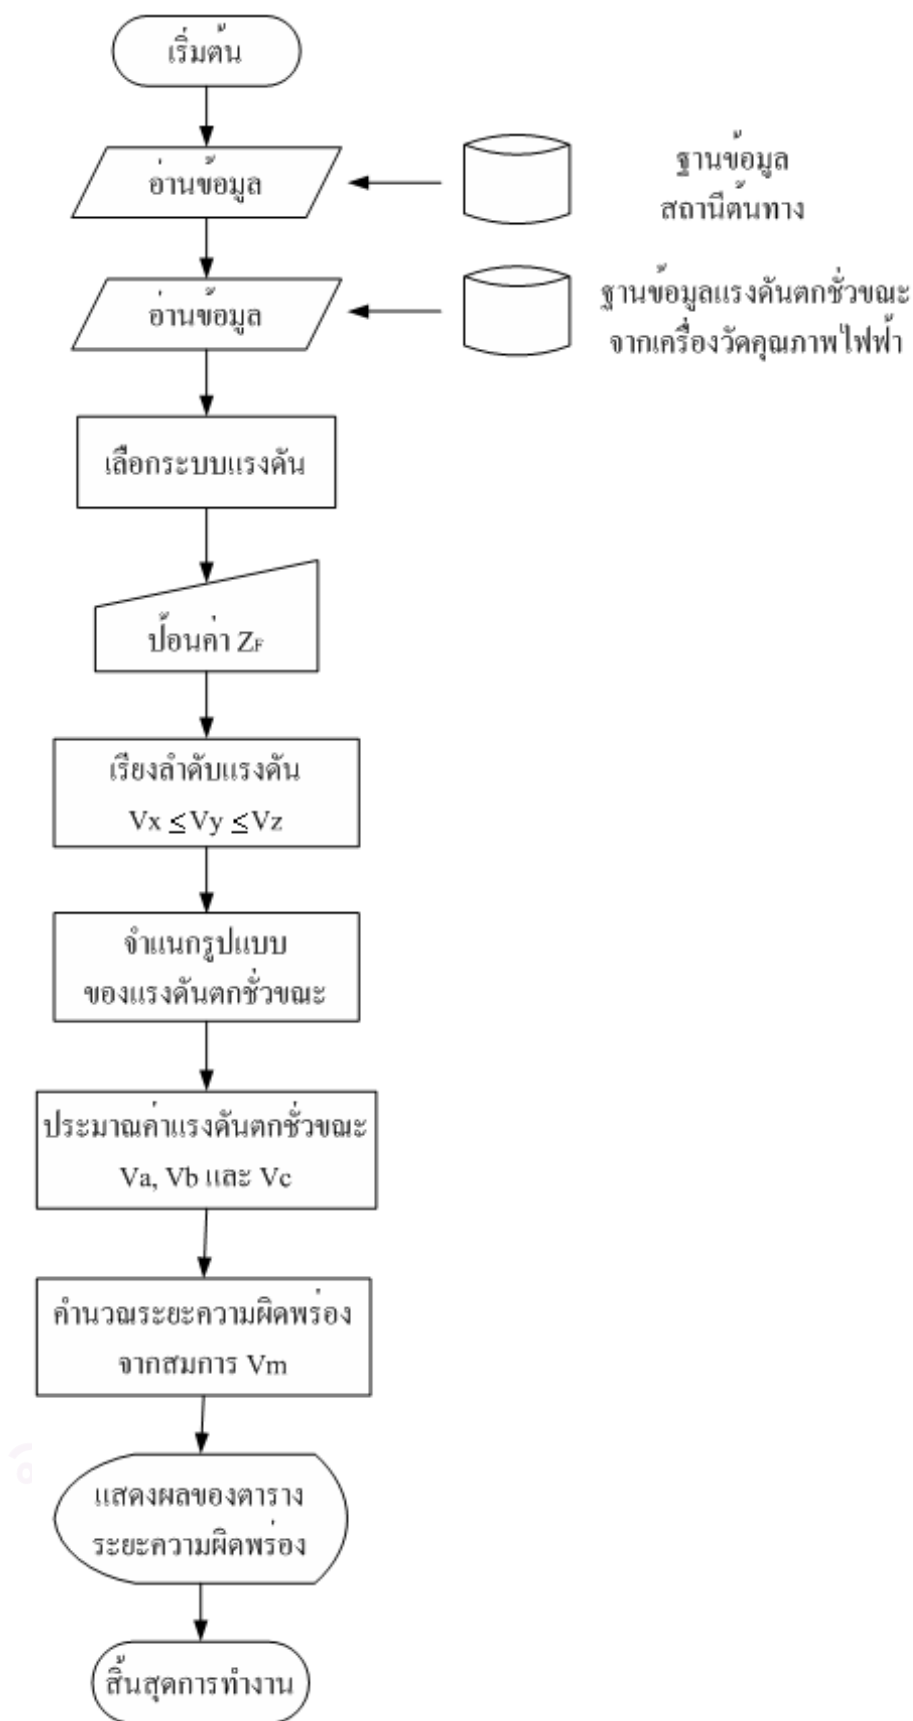 เริ่มต้น
อ่านข้อมูล
ฐานข้อมูล
สถานีต้นทาง
อ่านข้อมูล
ฐานข้อมูลแรงดันตกชั่วขณะ
จากเครื่องวัดคุณภาพไฟฟ้า
เลือกระบบแรงดัน
ป้อนค่า ZF
เรียงลำดับแรงดัน
Vx ≤Vy ≤Vz
จำแนกรูปแบบ
ของแรงดันตกชั่วขณะ
ประมาณค่าแรงดันตกชั่วขณะ
Va, Vb และ Vc
คำนวณระยะความผิดพร่อง
จากสมการ Vm
แสดงผลของตาราง
ระยะความผิดพร่อง
สิ้นสุดการทำงาน